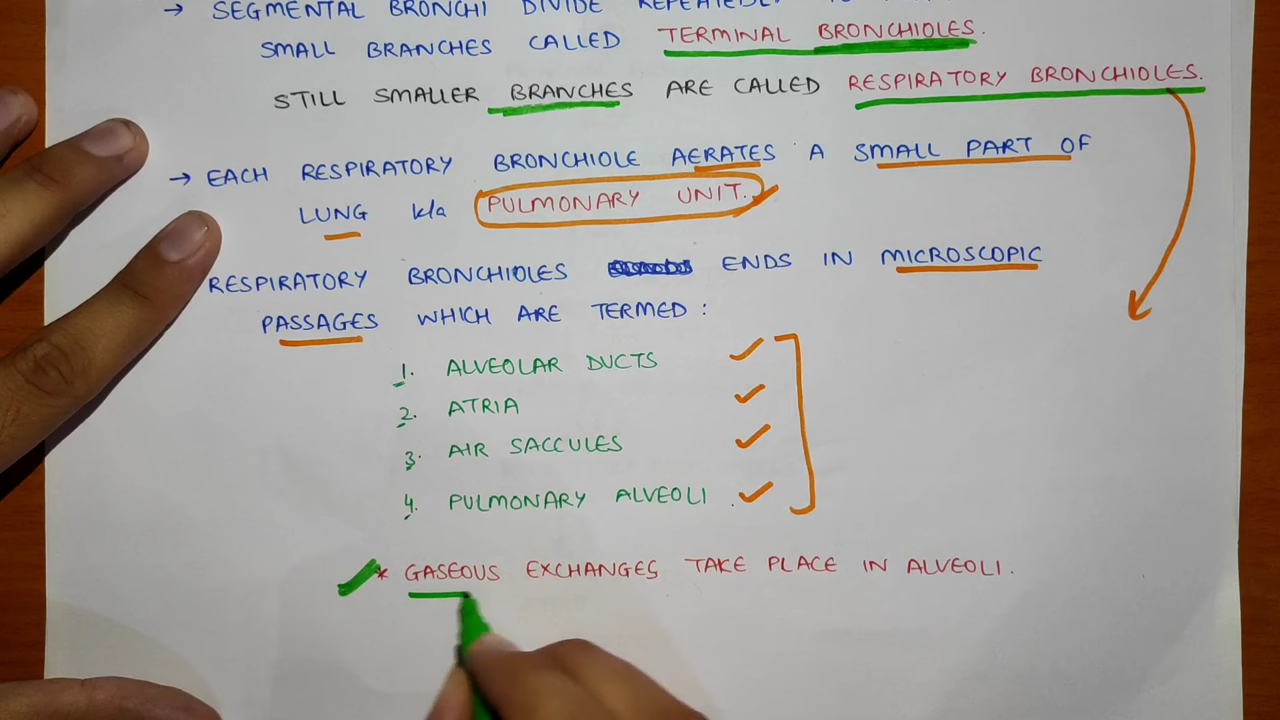 → SEGMENTAL BRONCHI DIVIDE REPEATEDLY
SMALL BRANCHES CALLED TERMINAL BRONCHIOLES.
STILL SMALLER BRANCHES ARE CALLED RESPIRATORY BRONCHIOLES.
→ EACH RESPIRATORY BRONCHIOLE AERATES A SMALL PART OF
LUNG k/a PULMONARY UNIT.
RESPIRATORY BRONCHIOLES ENDS IN MICROSCOPIC
PASSAGES WHICH ARE TERMED :
1. ALVEOLAR DUCTS
2. ATRIA
3. AIR SACCULES
4. PULMONARY ALVEOLI .
* GASEOUS EXCHANGES TAKE PLACE IN ALVEOLI.